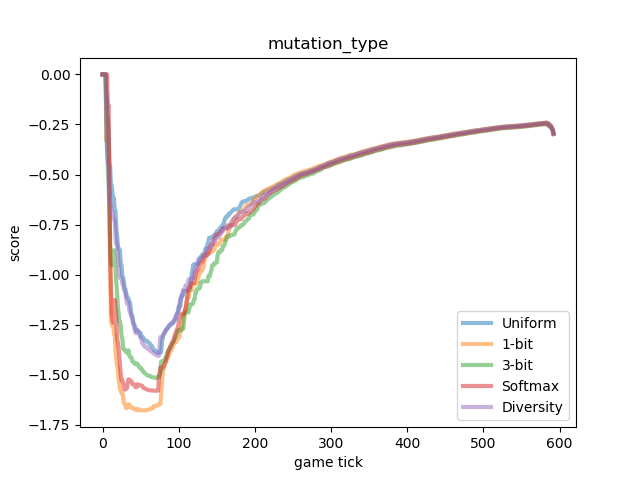 mutation_type
score
0.00
−0.25
−0.50
−0.75
−1.00
−1.25
−1.50
−1.75
0 100 200 300 400 500 600
game tick
Uniform
1-bit
3-bit
Softmax
Diversity